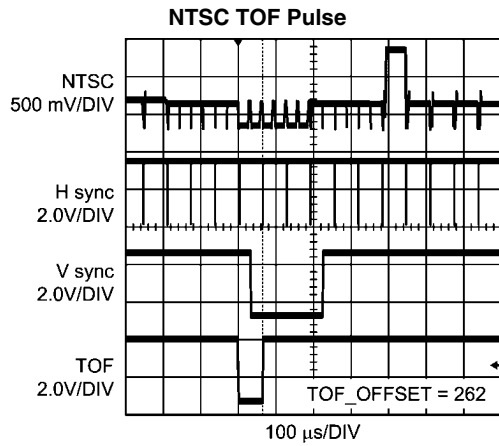 NTSC TOF Pulse
NTSC
500 mV/DIV
H sync
2.0V/DIV
V sync
2.0V/DIV
TOF
2.0V/DIV
TOF_OFFSET = 262
100 µs/DIV